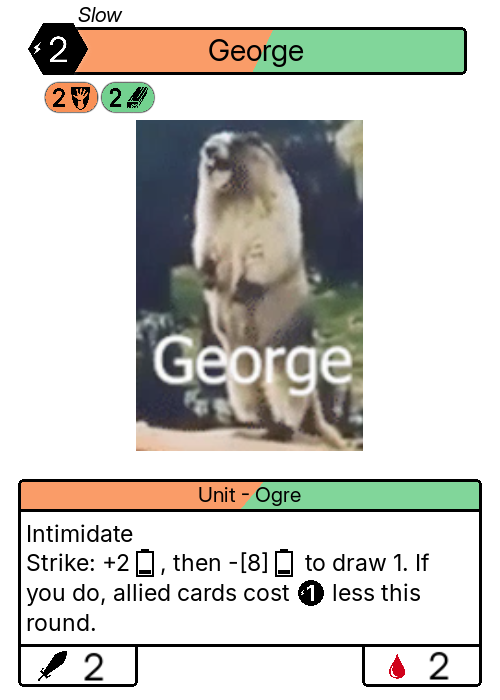 Slow
2 George
2 2
George
Unit - Ogre
Intimidate
Strike: +2 , then -[8] to draw 1. If
you do, allied cards cost 1 less this
round.
2 2